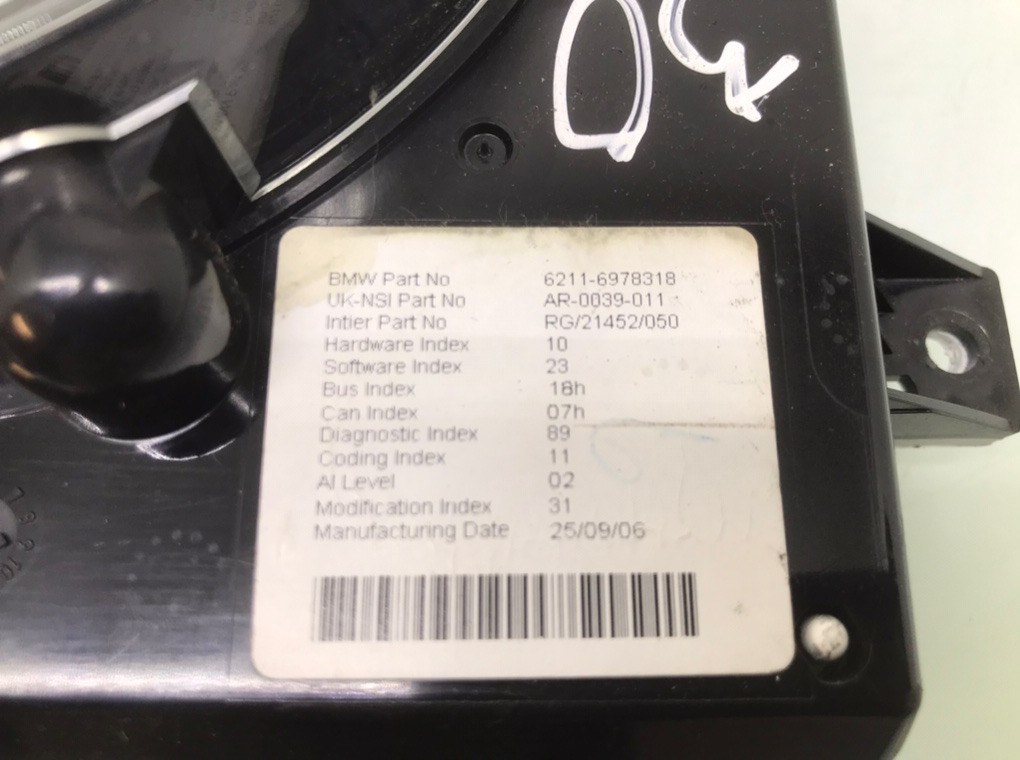 BMW Part No 6211-6978318
UK-NSI Part No AR-0039-011
Intier Part No RG/21452/050
Hardware Index 10
Software Index 23
Bus Index 18h
Can Index 07h
Diagnostic Index 89
Coding Index 11
AI Level 02
Modification Index 31
Manufacturing Date 25/09/06